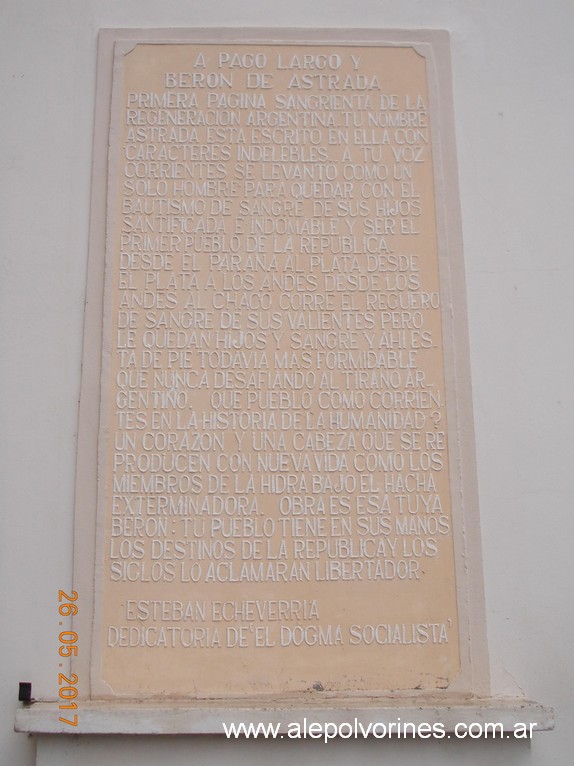 A PAGO LARGO Y
BERON DE ASTRADA
PRIMERA PAGINA SANGRIENTA DE LA
REGENERACION ARGENTINA, TU NOMBRE
ASTRADA ESTA ESCRITO EN ELLA CON
CARACTERES INDELEBLES. A TU VOZ
CORRIENTES SE LEVANTO COMO UN
SOLO HOMBRE PARA QUEDAR CON EL
BAUTISMO DE SANGRE DE SUS HIJOS
SANTIFICADA E INDOMABLE Y SER EL
PRIMER PUEBLO DE LA REPUBLICA.
DESDE EL PARANA AL PLATA DESDE
EL PLATA A LOS ANDES DESDE LOS
ANDES AL CHACO CORRE EL REGUERO
DE SANGRE DE SUS VALIENTES PERO
LE QUEDAN HIJOS Y SANGRE Y AHI ES
TA DE PIE TODAVIA MAS FORMIDABLE
QUE NUNCA DESAFIANDO AL TIRANO AR_
GENTINO. QUE PUEBLO COMO CORRIEN_
TES EN LA HISTORIA DE LA HUMANIDAD-?
UN CORAZON Y UNA CABEZA QUE SE RE
PRODUCEN CON NUEVA VIDA COMO LOS
MIEMBROS DE LA HIDRA BAJO EL HACHA
EXTERMINADORA. OBRA ES ESA TUYA
BERON: TU PUEBLO TIENE EN SUS MANOS
LOS DESTINOS DE LA REPUBLICA Y LOS
SIGLOS LO ACLAMARAN LIBERTADOR.
ESTEBAN ECHEVERRIA
DEDICATORIA DE 'EL DOGMA SOCIALISTA'
26.05.2017
www.alepolvorines.com.ar